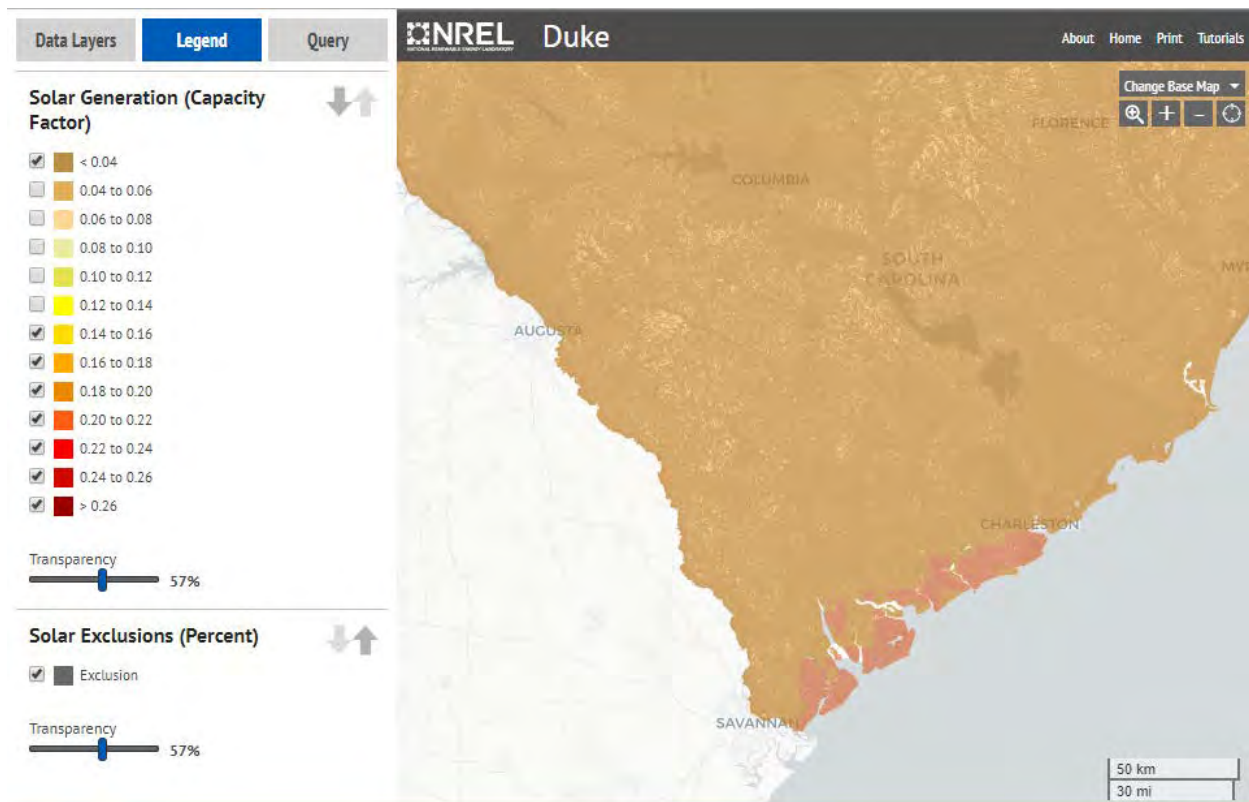 Data Layers
Legend
Query
NREL
NATIONAL RENEWABLE ENERGY LABORATORY
Duke
About Home Print Tutorials
Solar Generation (Capacity
Factor)
< 0.04
0.04 to 0.06
0.06 to 0.08
0.08 to 0.10
0.10 to 0.12
0.12 to 0.14
0.14 to 0.16
0.16 to 0.18
0.18 to 0.20
0.20 to 0.22
0.22 to 0.24
0.24 to 0.26
> 0.26
Transparency
57%
Solar Exclusions (Percent)
Exclusion
Transparency
57%
Change Base Map
FLORENCE
COLUMBIA
SOUTH
CAROLINA
AUGUSTA
CHARLESTON
SAVANNAH
50 km
30 mi